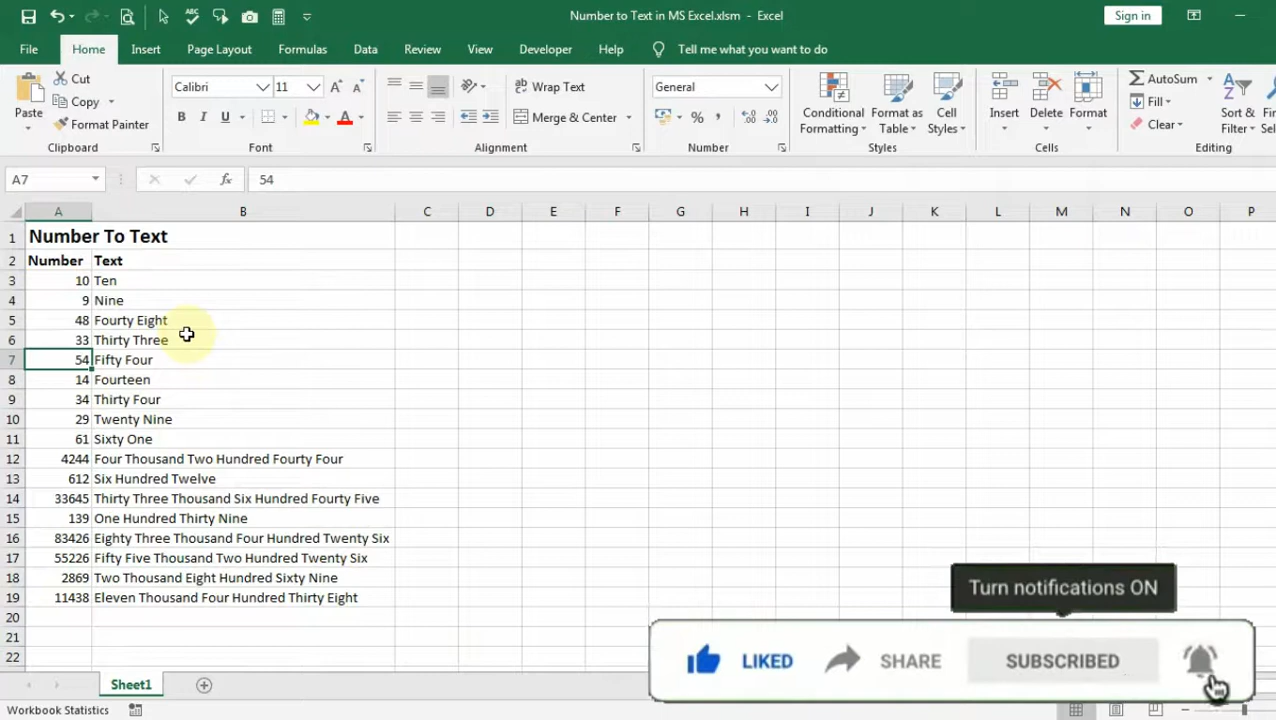 Number to Text in MS Excel.xlsm - Excel
Sign in
File Home Insert Page Layout Formulas Data Review View Developer Help Tell me what you want to do
Cut
Copy
Format Painter
Paste
Clipboard
Calibri 11
B I U
Font
Wrap Text
Merge & Center
Alignment
General
Number
Conditional Formatting
Format as Table
Cell Styles
Styles
Insert Delete Format
Cells
AutoSum
Fill
Clear
Sort &
Filter
Editing
A7 fx 54
A B C D E F G H I J K L M N O P
1 Number To Text
2 Number Text
3 10 Ten
4 9 Nine
5 48 Fourty Eight
6 33 Thirty Three
7 54 Fifty Four
8 14 Fourteen
9 34 Thirty Four
10 29 Twenty Nine
11 61 Sixty One
12 4244 Four Thousand Two Hundred Fourty Four
13 612 Six Hundred Twelve
14 33645 Thirty Three Thousand Six Hundred Fourty Five
15 139 One Hundred Thirty Nine
16 83426 Eighty Three Thousand Four Hundred Twenty Six
17 55226 Fifty Five Thousand Two Hundred Twenty Six
18 2869 Two Thousand Eight Hundred Sixty Nine
19 11438 Eleven Thousand Four Hundred Thirty Eight
20
21
22
Turn notifications ON
LIKED SHARE SUBSCRIBED
Sheet1
Workbook Statistics